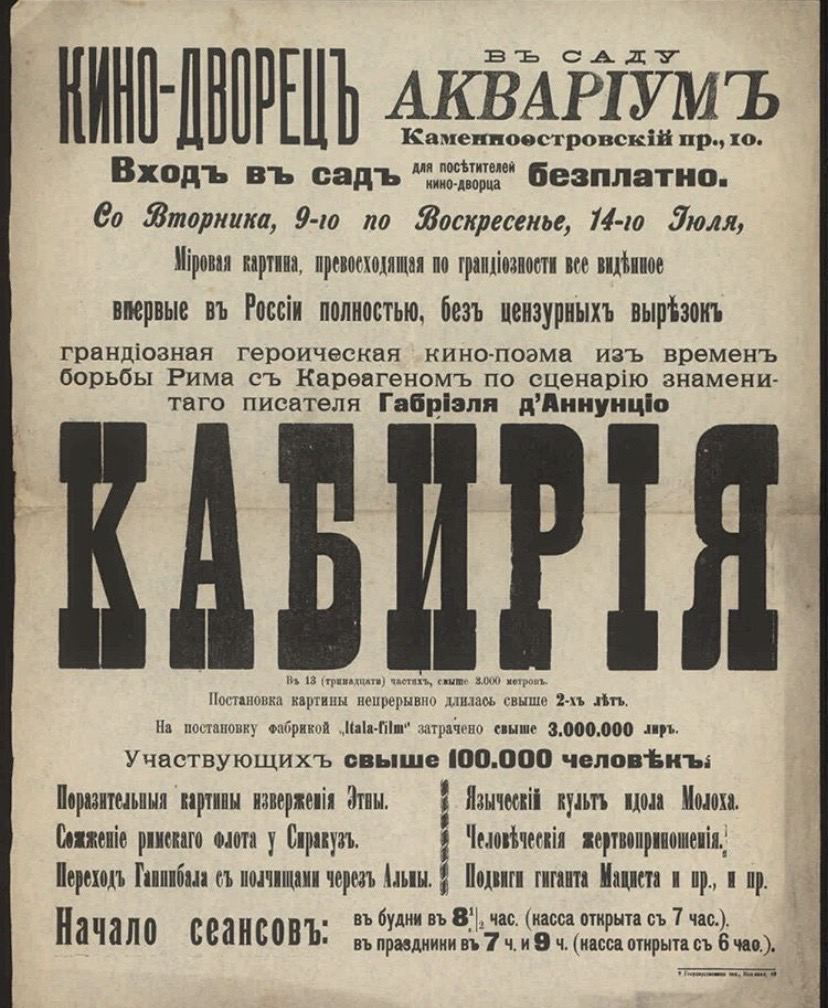 КИНО-ДВОРЕЦЪ
ВЪ САДУ
АКВАРІУМЪ
Каменноѳстровскій пр., 10.
Входъ въ садъ для посѣтителей кино-дворца безплатно.
Со Вторника, 9-го по Воскресенье, 14-го Іюля,
Міровая картина, превосходящая по грандіозности все видѣнное
впервые въ Россіи полностью, безъ цензурныхъ вырѣзокъ
грандіозная героическая кино-поэма изъ временъ
борьбы Рима съ Карѳагеномъ по сценарію знамени-
таго писателя Габріэля д'Аннунціо
КАБИРІЯ
Въ 13 (тринадцати) частяхъ, свыше 3.000 метровъ.
Постановка картины непрерывно длилась свыше 2-хъ лѣтъ.
На постановку фабрикой „Itala-film" затрачено свыше 3.000.000 лиръ.
Участвующихъ свыше 100.000 человѣкъ:
Поразительныя картины изверженія Этны.
Сожженіе римскаго флота у Сиракузъ.
Переходъ Ганнибала съ полчищами черезъ Альпы.
Языческій культъ идола Молоха.
Человѣческія жертвоприношенія.
Подвиги гиганта Мациста и пр., и пр.
Начало сеансовъ:
въ будни въ 8 1/2 час. (касса открыта съ 7 час.).
въ праздники въ 7 ч. и 9 ч. (касса открыта съ 6 час.).